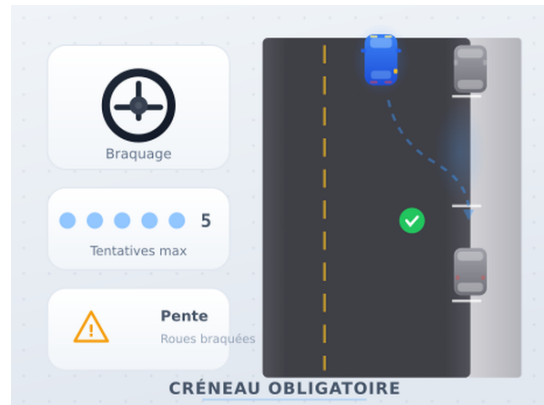 Braquage
5
Tentatives max
Pente
Roues braquées
CRÉNEAU OBLIGATOIRE